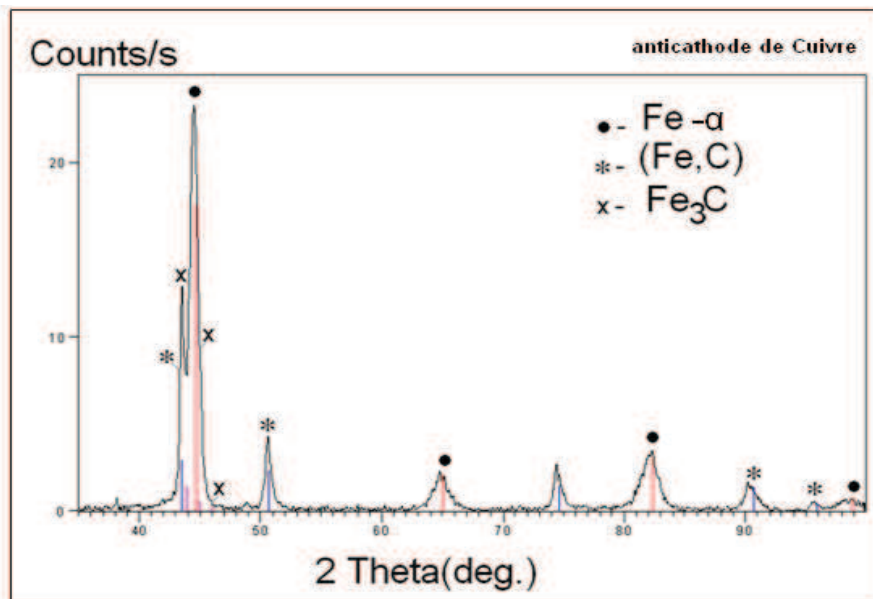 Counts/s
anticathode de Cuivre
●- Fe-α
*- (Fe,C)
x- Fe₃C
20
10
0
40 50 60 70 80 90
2 Theta(deg.)